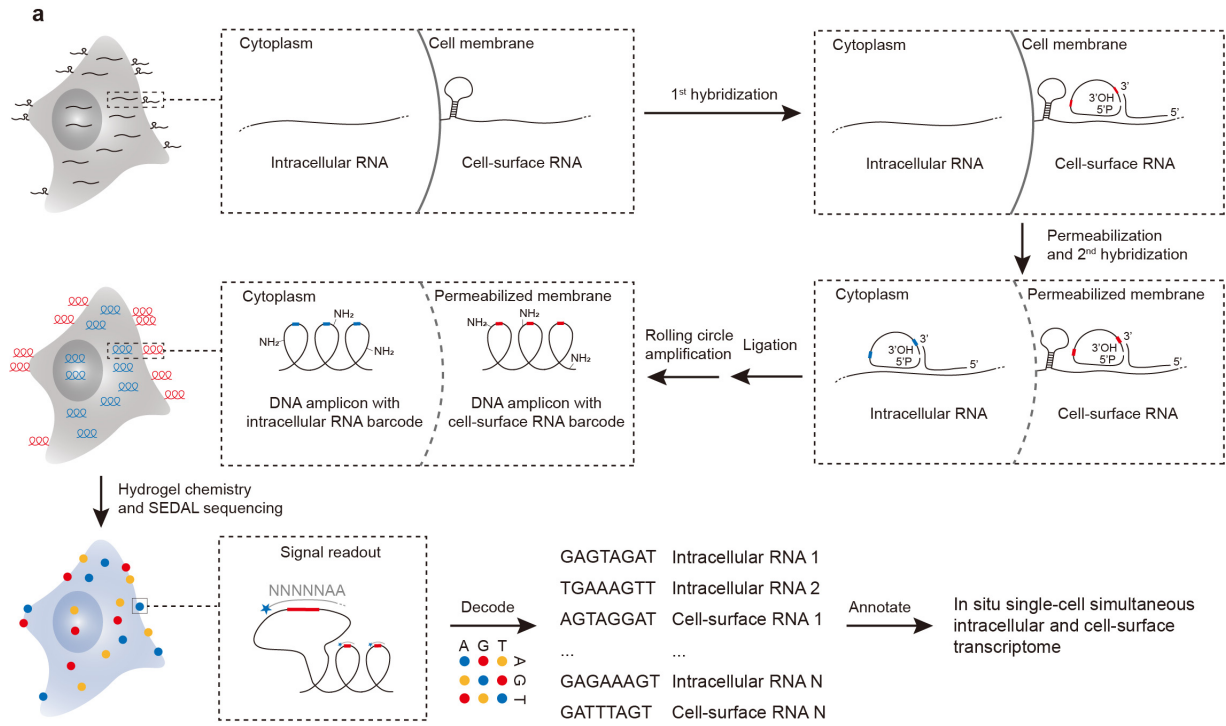 a
Cytoplasm
Cell membrane
Intracellular RNA
Cell-surface RNA
1st hybridization
Cytoplasm
Cell membrane
3'
3'OH
5'P
5'
Intracellular RNA
Cell-surface RNA
Permeabilization
and 2nd hybridization
Cytoplasm
Permeabilized membrane
3'
3'OH
5'P
5'
3'
3'OH
5'P
5'
Intracellular RNA
Cell-surface RNA
Ligation
Rolling circle
amplification
Cytoplasm
Permeabilized membrane
NH₂
NH₂
NH₂
NH₂
NH₂
NH₂
DNA amplicon with
intracellular RNA barcode
DNA amplicon with
cell-surface RNA barcode
Hydrogel chemistry
and SEDAL sequencing
Signal readout
NNNNNAA
Decode
A G T
A
G
T
GAGTAGAT Intracellular RNA 1
TGAAAGTT Intracellular RNA 2
AGTAGGAT Cell-surface RNA 1
... ...
GAGAAAGT Intracellular RNA N
GATTTAGT Cell-surface RNA N
Annotate
In situ single-cell simultaneous
intracellular and cell-surface
transcriptome